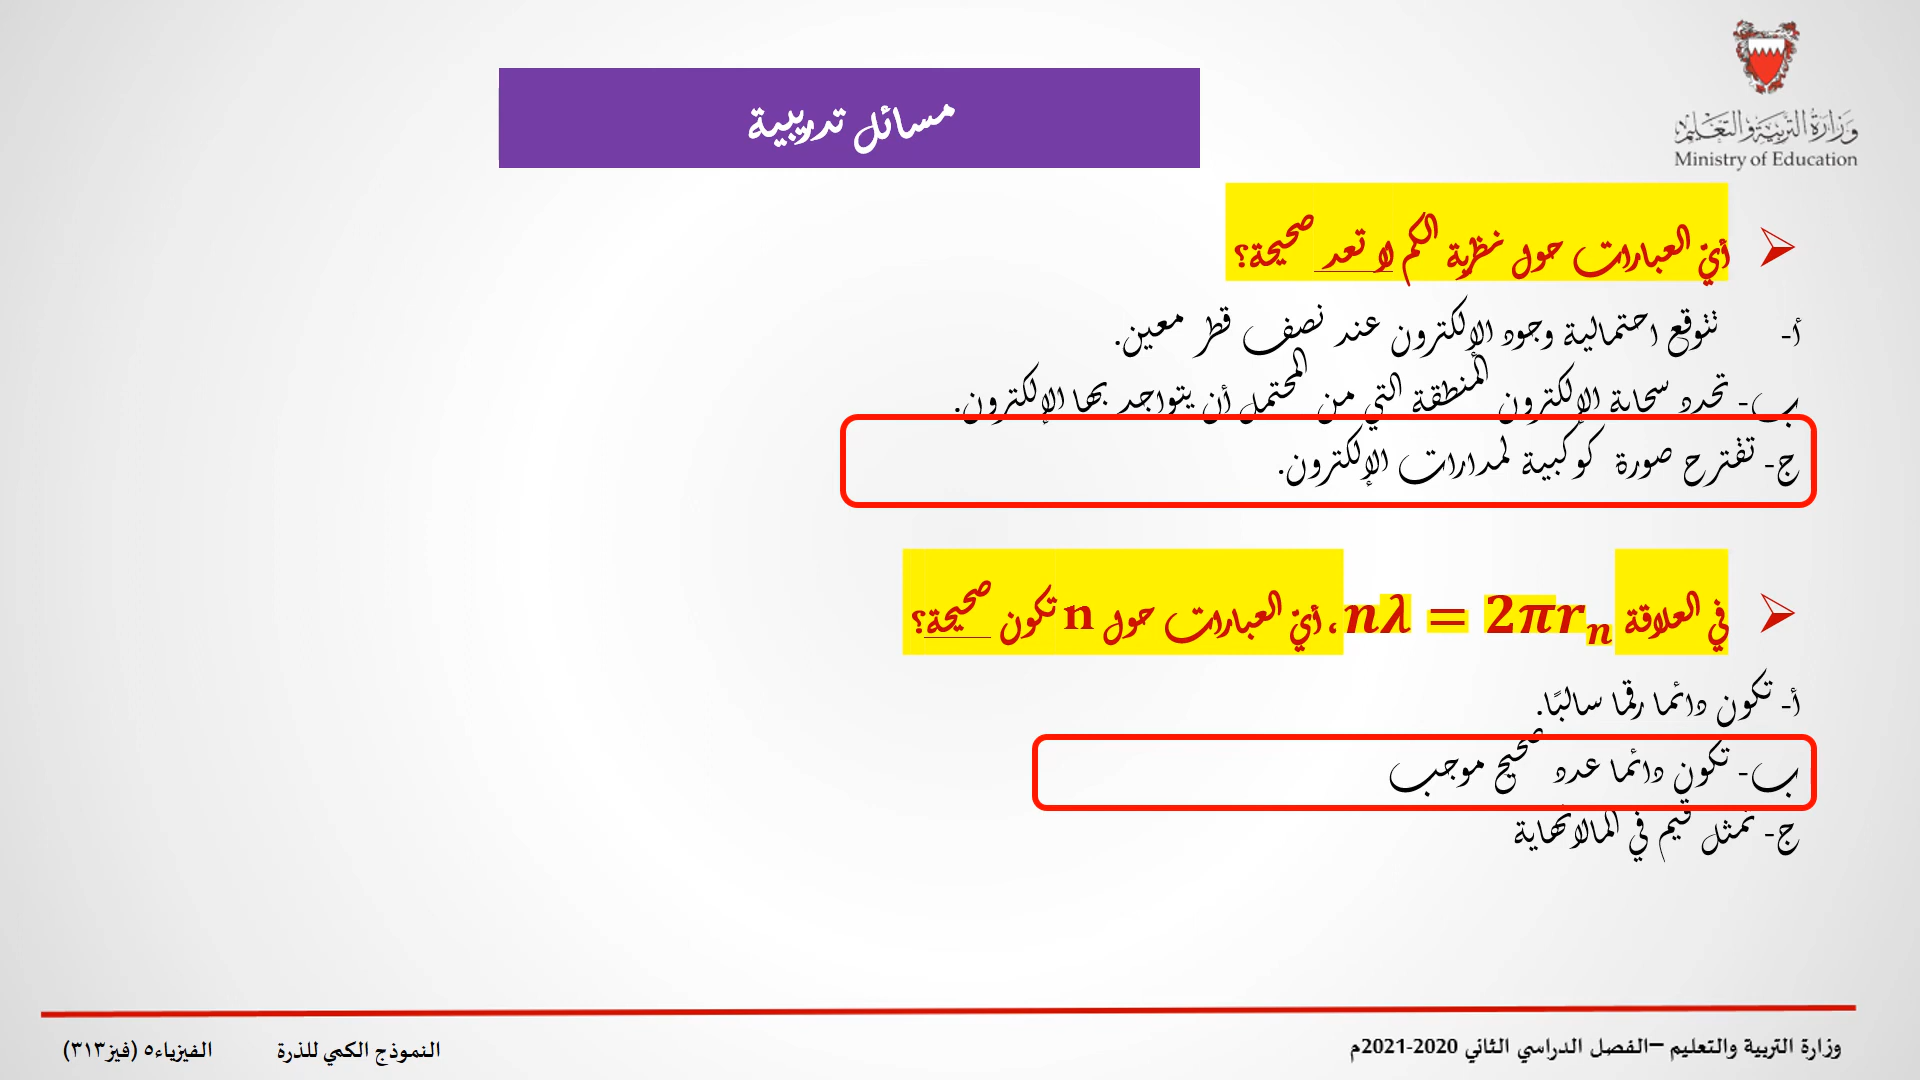 وزارة التربية والتعليم
Ministry of Education
مسائل تدريبية
أيّ العبارات حول نظرية الكم لا تعد صحيحة؟
أ- تتوقع احتمالية وجود الإلكترون عند نصف قطر معين.
ب- تحدد سحابة الإلكترون المنطقة التي من المحتمل أن يتواجد بها الإلكترون.
ج- تقترح صورة كوكبية لمدارات الإلكترون.
في العلاقة nλ = 2πrₙ، أيّ العبارات حول n تكون صحيحة؟
أ- تكون دائما رقما سالبًا.
ب- تكون دائما عدد صحيح موجب
ج- تمثل قيم في المالانهاية
وزارة التربية والتعليم –الفصل الدراسي الثاني 2020-2021م
النموذج الكمي للذرة
الفيزياء٥ (فيز٣١٣)